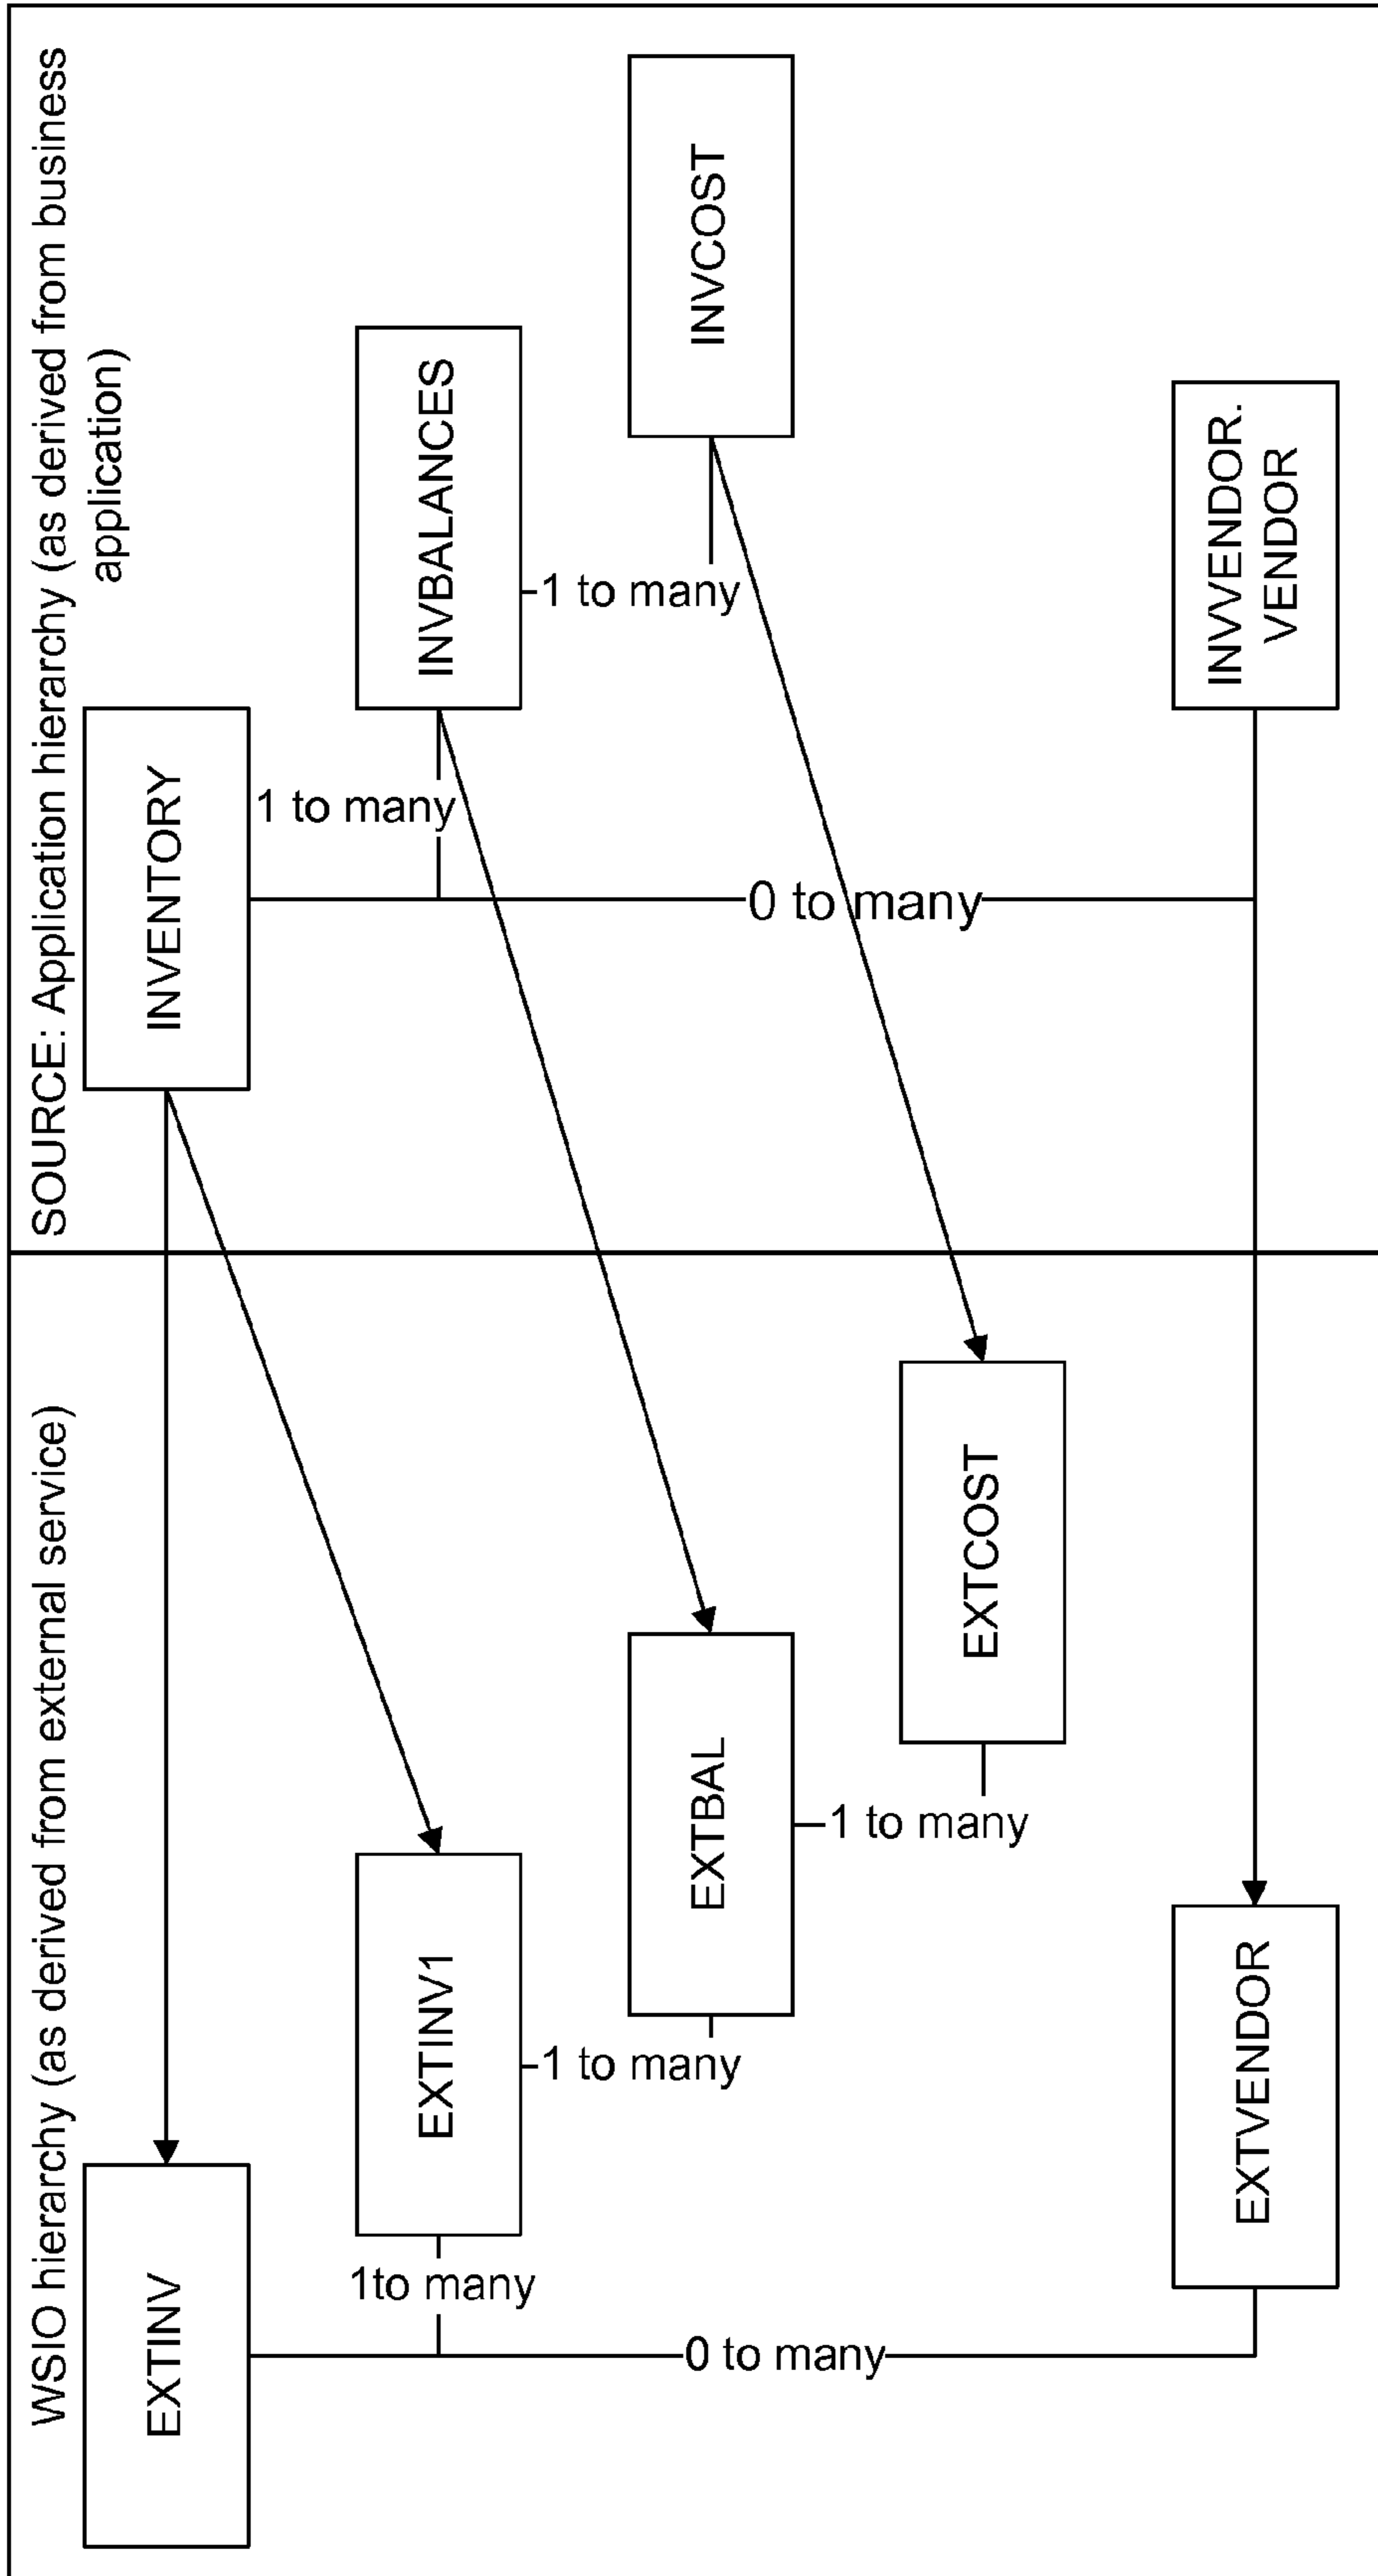 WSIO hierarchy (as derived from external service)
SOURCE: Application hierarchy (as derived from business
application)
EXTINV
INVENTORY
1to many
EXTINV1
1 to many
INVBALANCES
1 to many
EXTBAL
1 to many
INVCOST
1 to many
EXTCOST
0 to many
0 to many
EXTVENDOR
INVVENDOR.
VENDOR